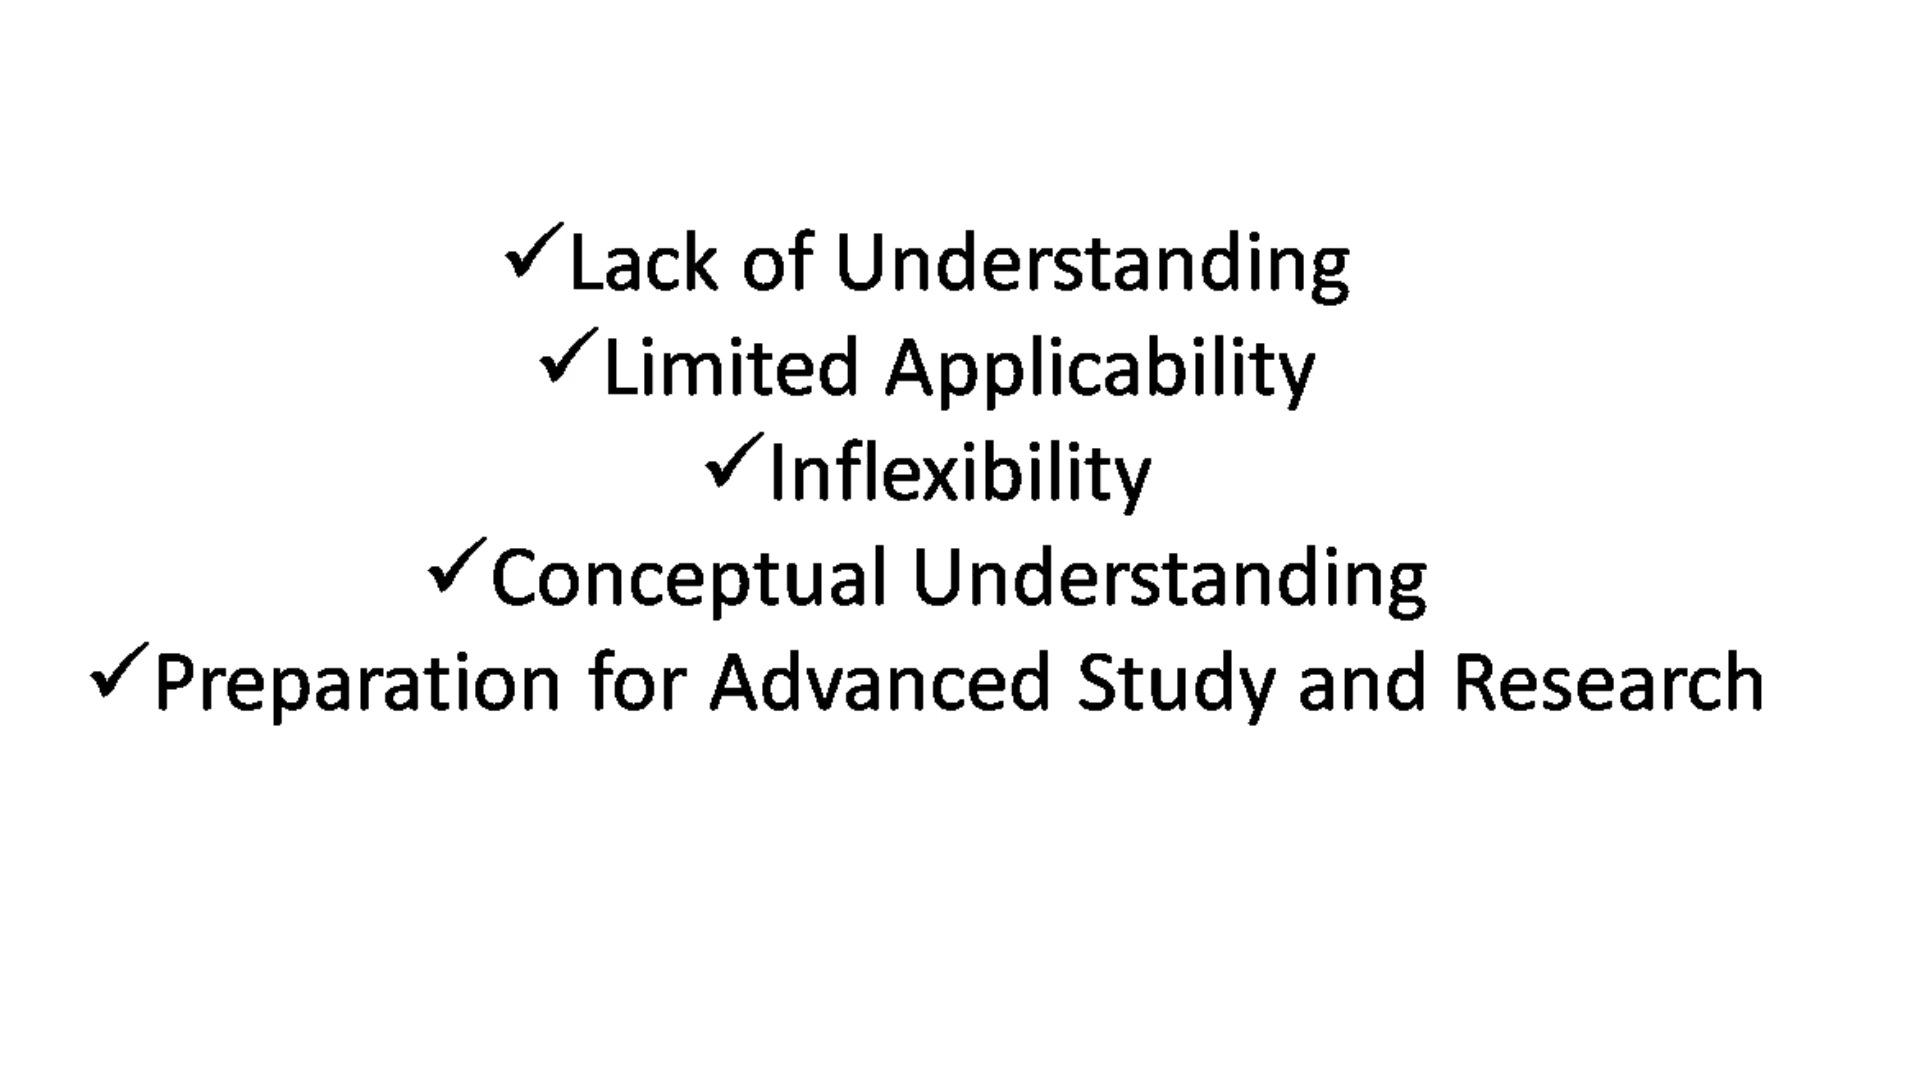 ✓Lack of Understanding
✓Limited Applicability
✓Inflexibility
✓Conceptual Understanding
✓Preparation for Advanced Study and Research